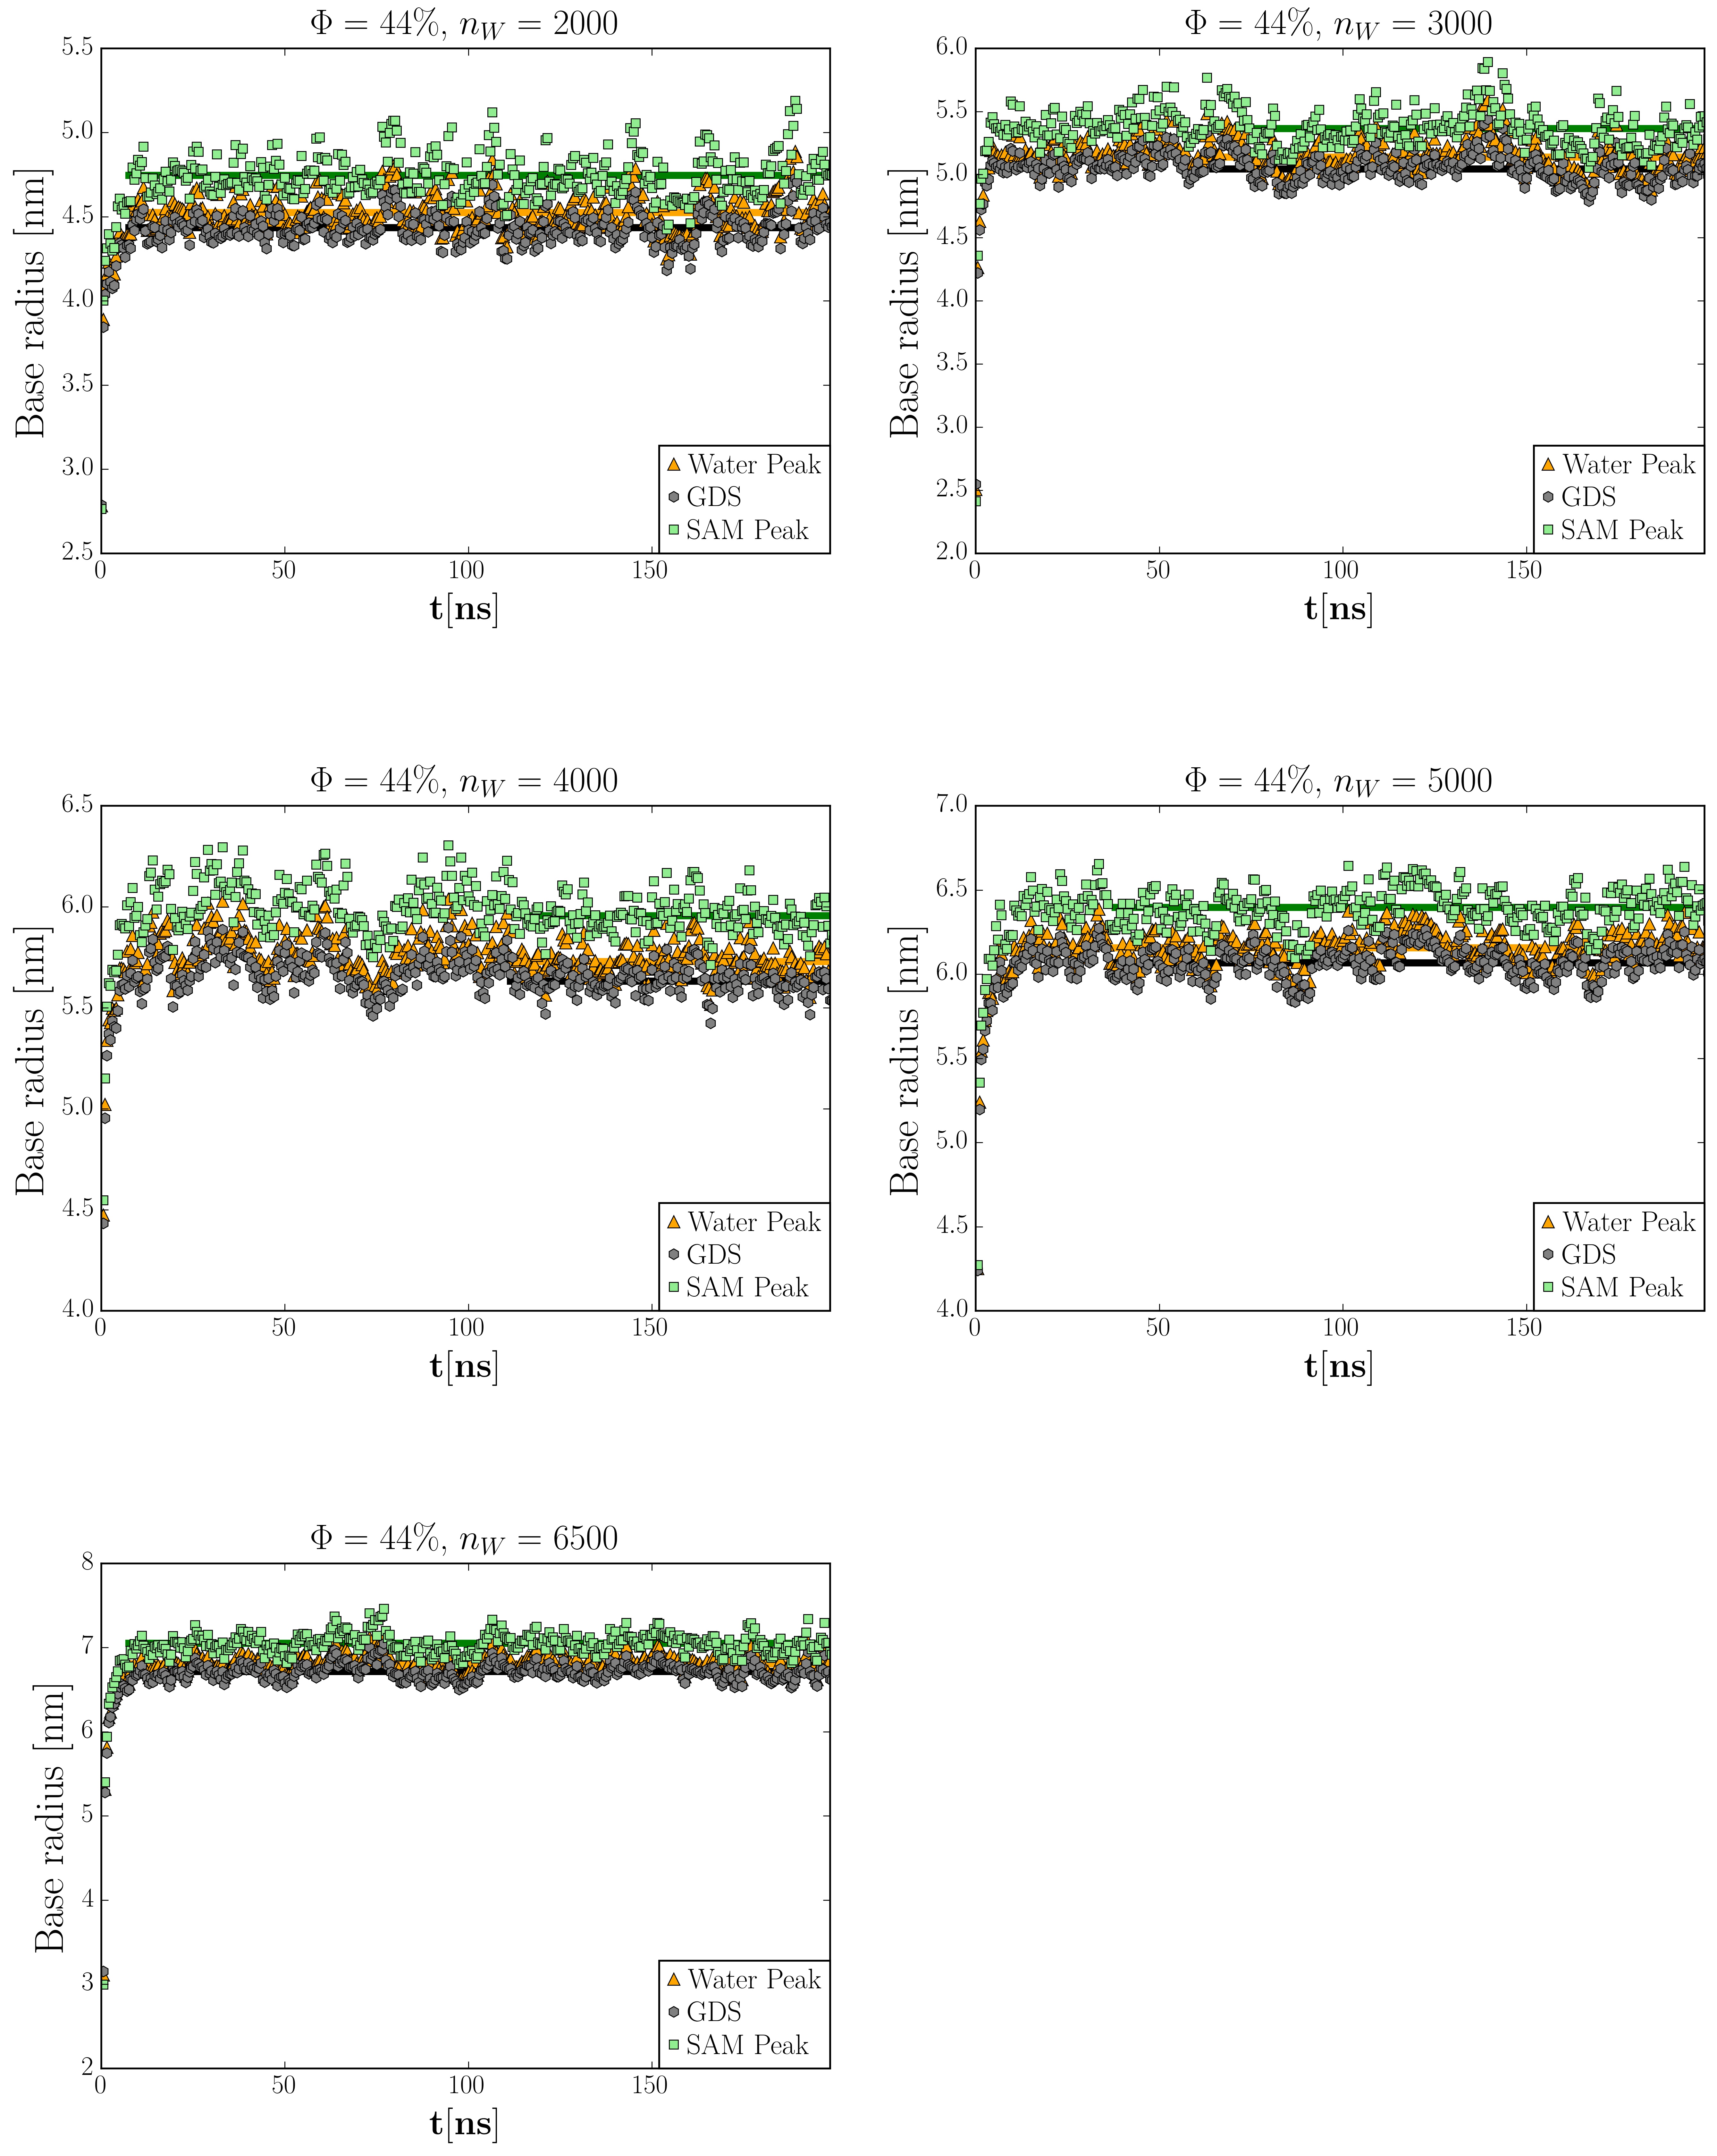 Φ = 44%, n_W = 2000
5.5
5.0
4.5
4.0
3.5
3.0
2.5
Base radius [nm]
Water Peak
GDS
SAM Peak
0 50 100 150
t[ns]
Φ = 44%, n_W = 3000
6.0
5.5
5.0
4.5
4.0
3.5
3.0
2.5
2.0
Base radius [nm]
Water Peak
GDS
SAM Peak
0 50 100 150
t[ns]
Φ = 44%, n_W = 4000
6.5
6.0
5.5
5.0
4.5
4.0
Base radius [nm]
Water Peak
GDS
SAM Peak
0 50 100 150
t[ns]
Φ = 44%, n_W = 5000
7.0
6.5
6.0
5.5
5.0
4.5
4.0
Base radius [nm]
Water Peak
GDS
SAM Peak
0 50 100 150
t[ns]
Φ = 44%, n_W = 6500
8
7
6
5
4
3
2
Base radius [nm]
Water Peak
GDS
SAM Peak
0 50 100 150
t[ns]